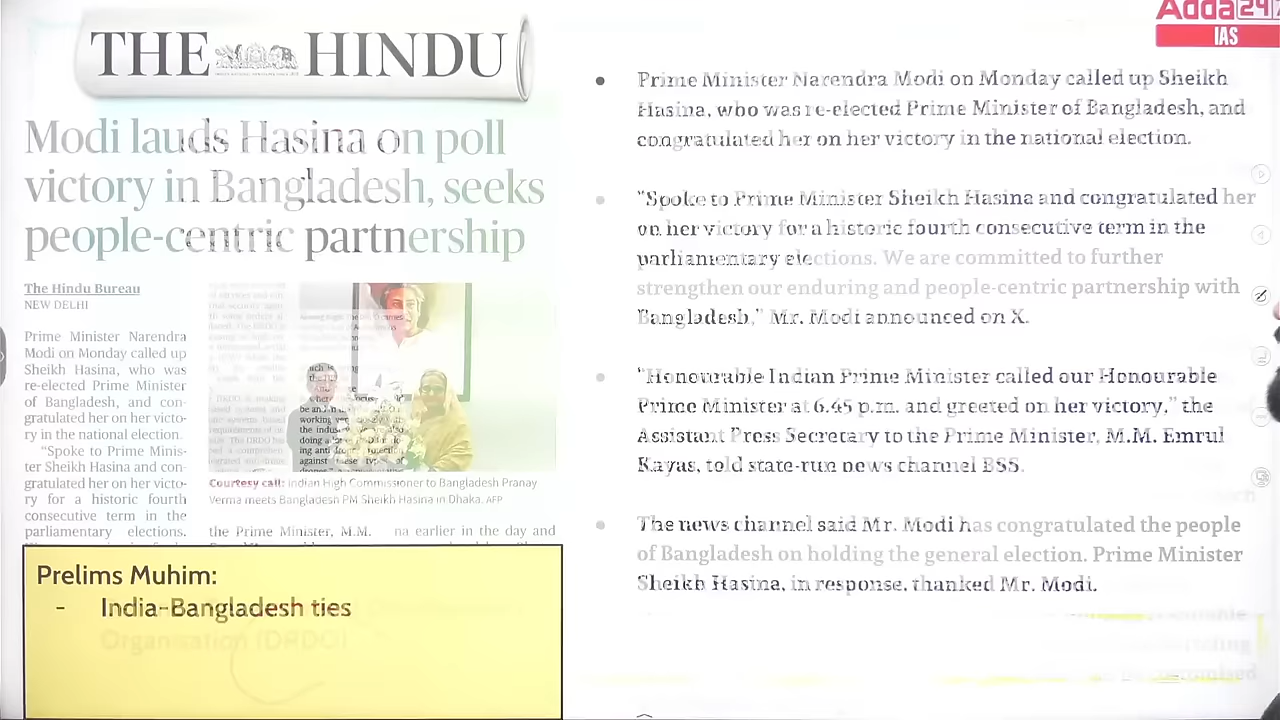 Adda247
IAS
THE HINDU
Modi lauds Hasina on poll
victory in Bangladesh, seeks
people-centric partnership
The Hindu Bureau
NEW DELHI
Prime Minister Narendra
Modi on Monday called up
Sheikh Hasina, who was
re-elected Prime Minister
of Bangladesh, and con-
gratulated her on her victo-
ry in the national election.
"Spoke to Prime Minis-
ter Sheikh Hasina and con-
gratulated her on her victo-
ry for a historic fourth
consecutive term in the
parliamentary elections.
Courtesy call: Indian High Commissioner to Bangladesh Pranay
Verma meets Bangladesh PM Sheikh Hasina in Dhaka. AFP
the Prime Minister, M.M.
na earlier in the day and
Prelims Muhim:
- India-Bangladesh ties
Organisation (DRDO)
• Prime Minister Narendra Modi on Monday called up Sheikh
Hasina, who was re-elected Prime Minister of Bangladesh, and
congratulated her on her victory in the national election.
• "Spoke to Prime Minister Sheikh Hasina and congratulated her
on her victory for a historic fourth consecutive term in the
parliamentary elections. We are committed to further
strengthen our enduring and people-centric partnership with
Bangladesh," Mr. Modi announced on X.
• "Honourable Indian Prime Minister called our Honourable
Prime Minister at 6.45 p.m. and greeted on her victory," the
Assistant Press Secretary to the Prime Minister, M.M. Emrul
Kayas, told state-run news channel BSS.
• The news channel said Mr. Modi has congratulated the people
of Bangladesh on holding the general election. Prime Minister
Sheikh Hasina, in response, thanked Mr. Modi.